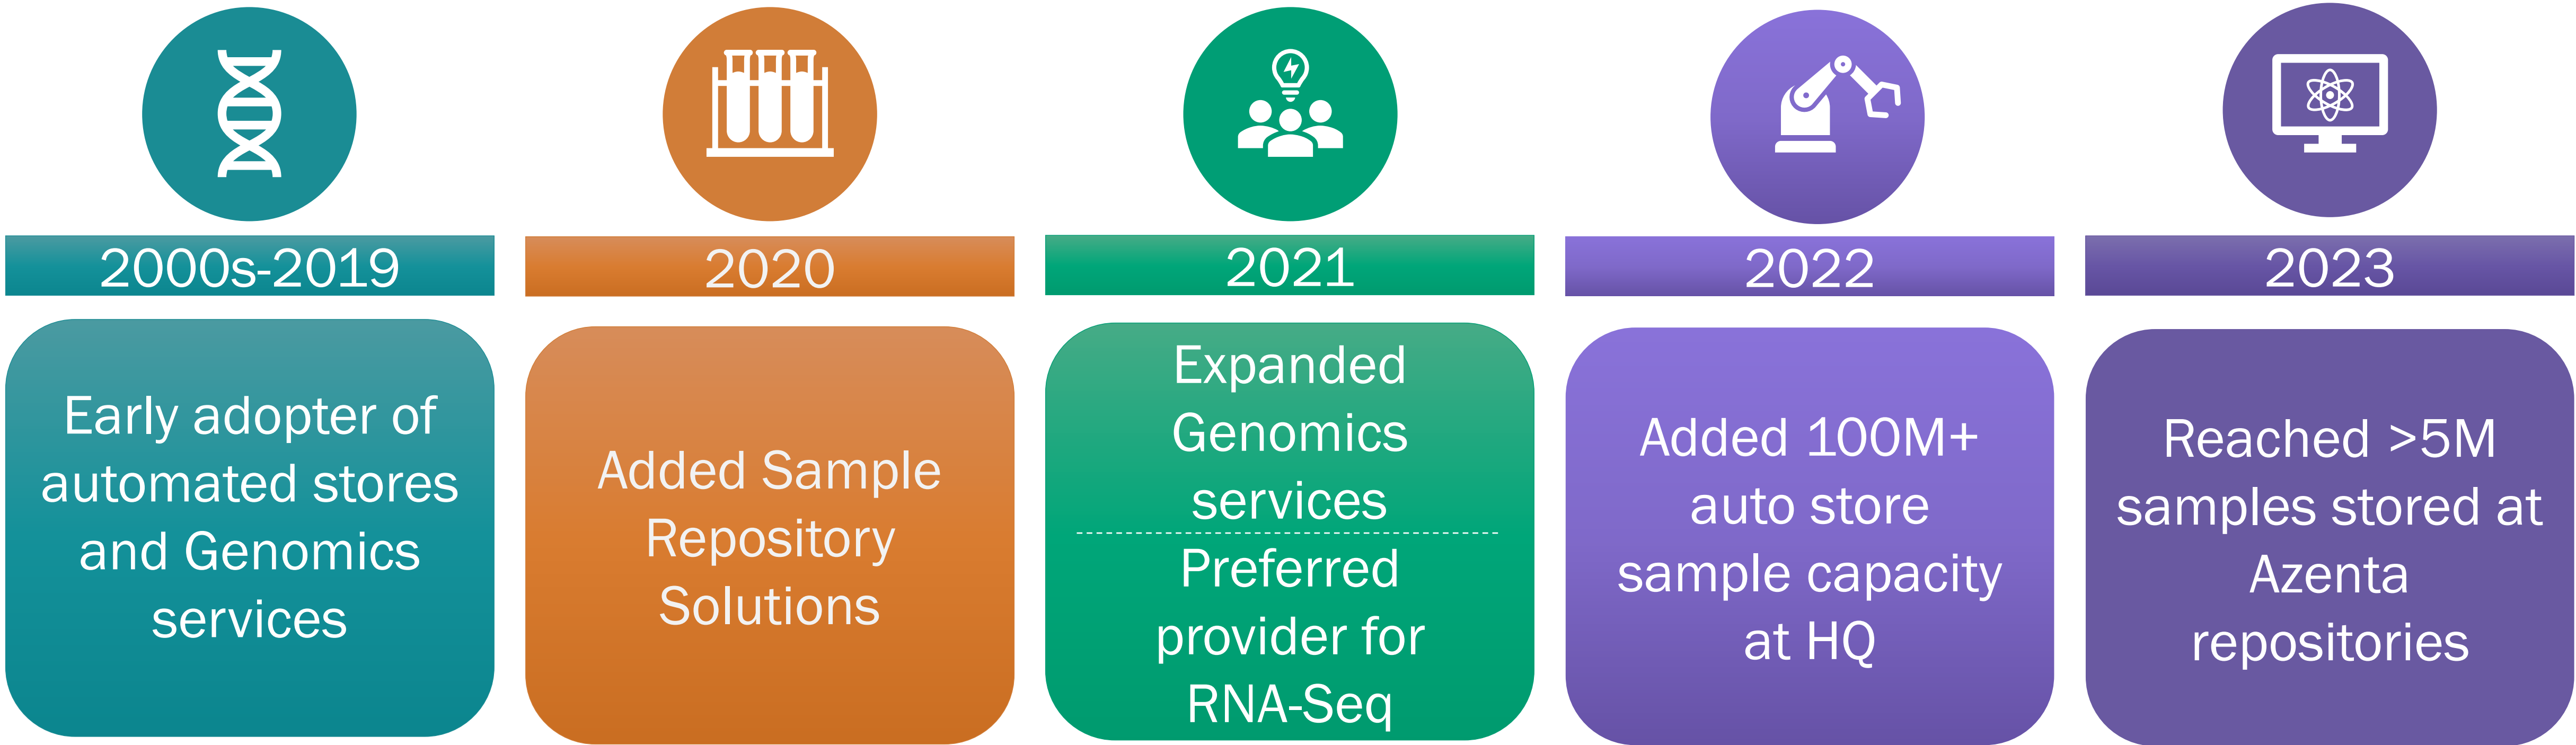 2000s-2019
Early adopter of
automated stores
and Genomics
services
2020
Added Sample
Repository
Solutions
2021
Expanded
Genomics
services
Preferred
provider for
RNA-Seq
2022
Added 100M+
auto store
sample capacity
at HQ
2023
Reached >5M
samples stored at
Azenta
repositories